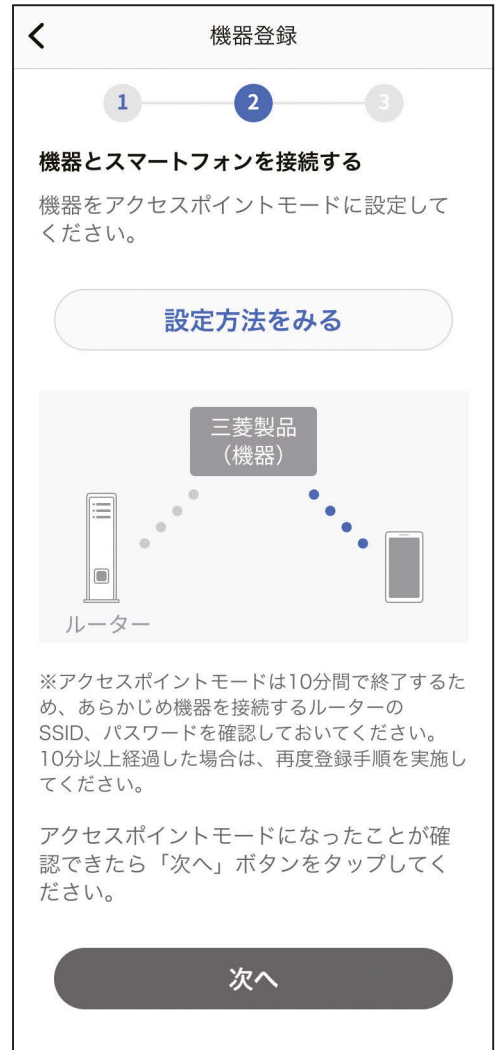 機器登録
1 2 3
機器とスマートフォンを接続する
機器をアクセスポイントモードに設定して
ください。
設定方法をみる
三菱製品
（機器）
ルーター
※アクセスポイントモードは10分間で終了するた
め、あらかじめ機器を接続するルーターの
SSID、パスワードを確認しておいてください。
10分以上経過した場合は、再度登録手順を実施し
てください。
アクセスポイントモードになったことが確
認できたら「次へ」ボタンをタップしてく
ださい。
次へ